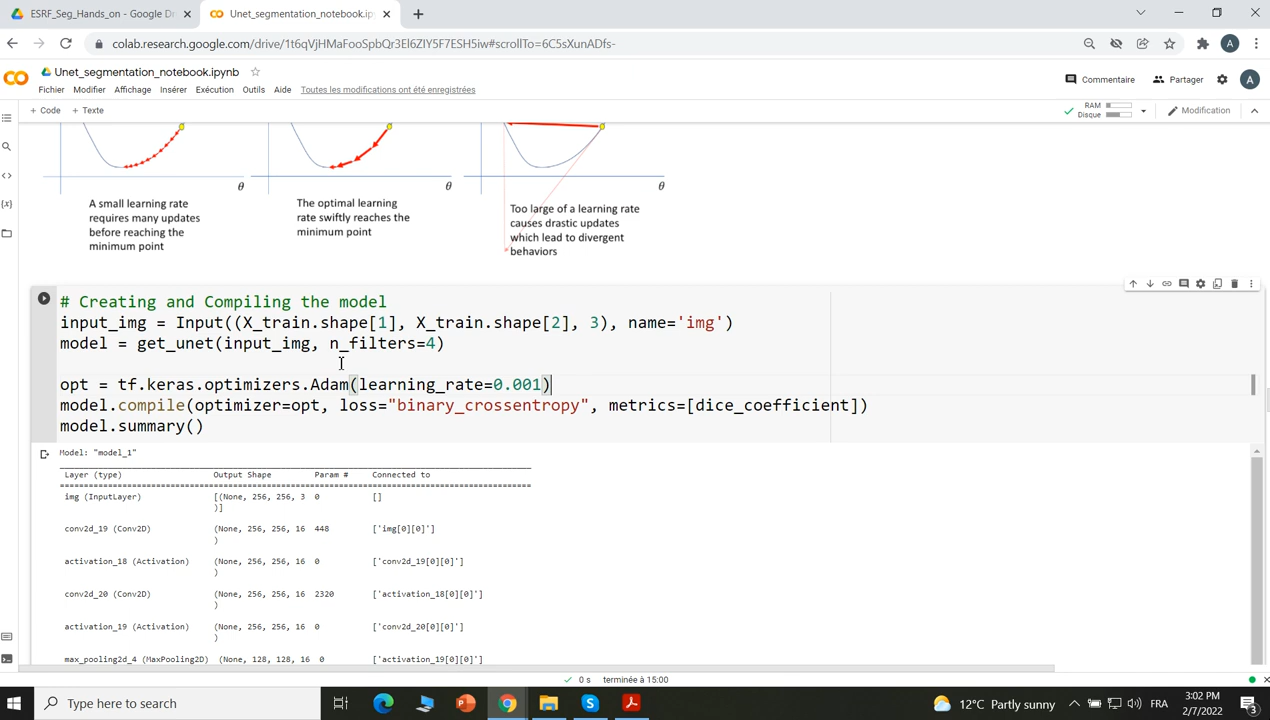 ESRF_Seg_Hands_on - Google Dr
Unet_segmentation_notebook.ipyn
colab.research.google.com/drive/1t6qVjHMaFooSpbQr3El6ZIY5F7ESH5iw#scrollTo=6C5sXunADfs-
A
Unet_segmentation_notebook.ipynb
Commentaire
Partager
A
Fichier Modifier Affichage Insérer Exécution Outils Aide Toutes les modifications ont été enregistrées
+ Code + Texte
RAM
Disque
Modification
θ θ θ
A small learning rate
requires many updates
before reaching the
minimum point
The optimal learning
rate swiftly reaches the
minimum point
Too large of a learning rate
causes drastic updates
which lead to divergent
behaviors
# Creating and Compiling the model
input_img = Input((X_train.shape[1], X_train.shape[2], 3), name='img')
model = get_unet(input_img, n_filters=4)
opt = tf.keras.optimizers.Adam(learning_rate=0.001)
model.compile(optimizer=opt, loss="binary_crossentropy", metrics=[dice_coefficient])
model.summary()
Model: "model_1"
Layer (type) Output Shape Param # Connected to
img (InputLayer) [(None, 256, 256, 3 0 []
)]
conv2d_19 (Conv2D) (None, 256, 256, 16 448 ['img[0][0]']
)
activation_18 (Activation) (None, 256, 256, 16 0 ['conv2d_19[0][0]']
)
conv2d_20 (Conv2D) (None, 256, 256, 16 2320 ['activation_18[0][0]']
)
activation_19 (Activation) (None, 256, 256, 16 0 ['conv2d_20[0][0]']
)
max_pooling2d_4 (MaxPooling2D) (None, 128, 128, 16 0 ['activation_19[0][0]']
0 s terminée à 15:00
Type here to search
12°C Partly sunny
FRA
3:02 PM
2/7/2022
3